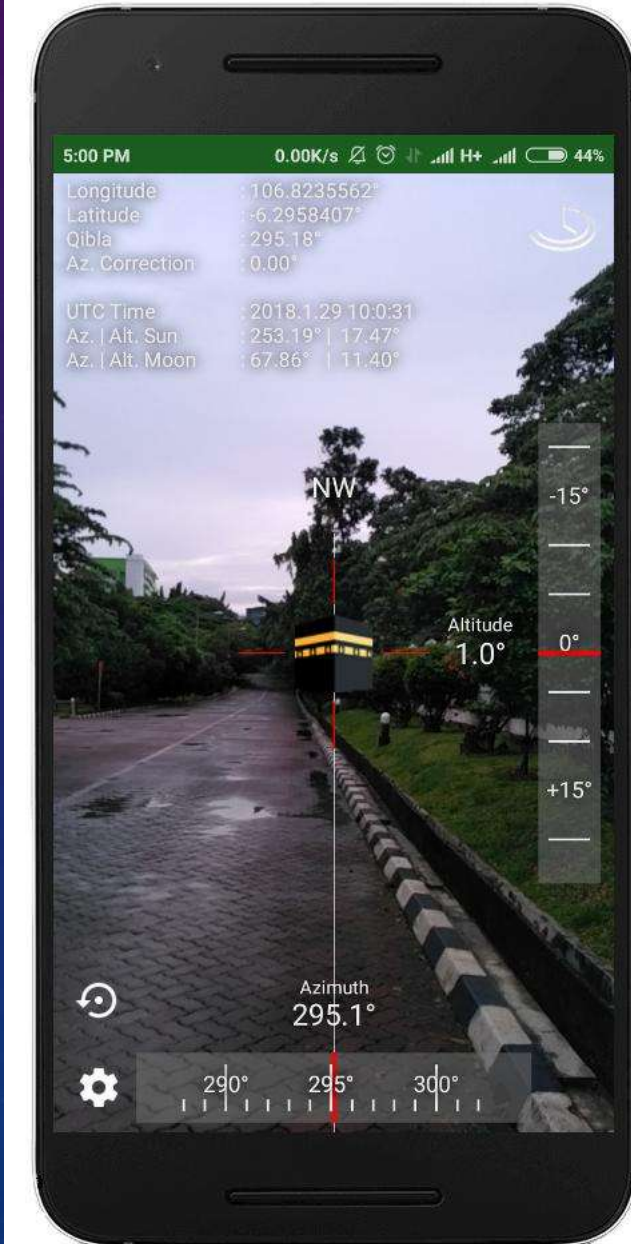 5:00 PM 0.00K/s H+ 44%
Longitude : 106.8235562°
Latitude : -6.2958407°
Qibla : 295.18°
Az. Correction : 0.00°
UTC Time : 2018.1.29 10:0:31
Az. | Alt. Sun : 253.19° | 17.47°
Az. | Alt. Moon : 67.86° | 11.40°
NW
-15°
Altitude
1.0°
0°
+15°
Azimuth
295.1°
290° 295° 300°